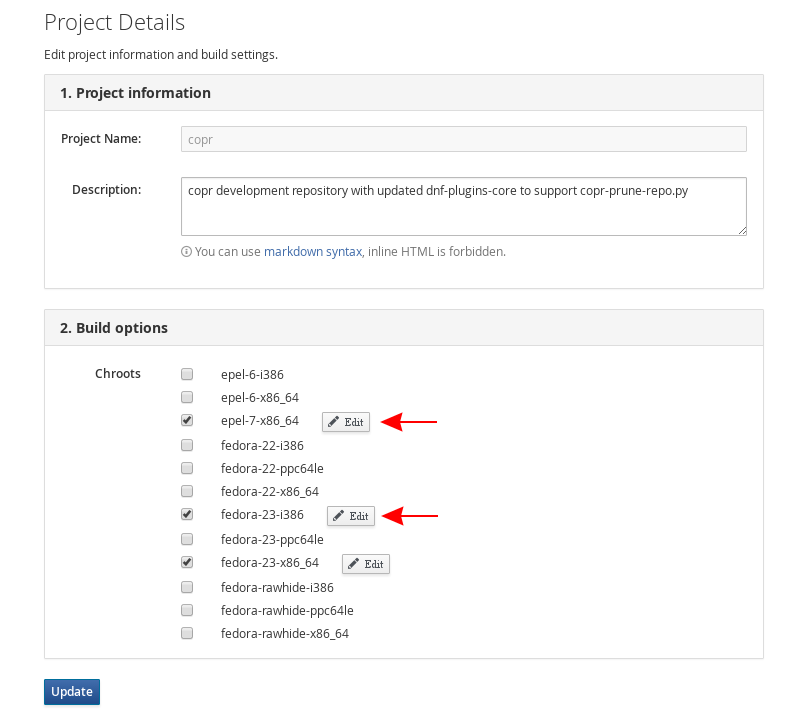 Project Details
Edit project information and build settings.
1. Project information
Project Name: copr
Description: copr development repository with updated dnf-plugins-core to support copr-prune-repo.py
You can use markdown syntax, inline HTML is forbidden.
2. Build options
Chroots epel-6-i386
epel-6-x86_64
epel-7-x86_64 Edit
fedora-22-i386
fedora-22-ppc64le
fedora-22-x86_64
fedora-23-i386 Edit
fedora-23-ppc64le
fedora-23-x86_64 Edit
fedora-rawhide-i386
fedora-rawhide-ppc64le
fedora-rawhide-x86_64
Update